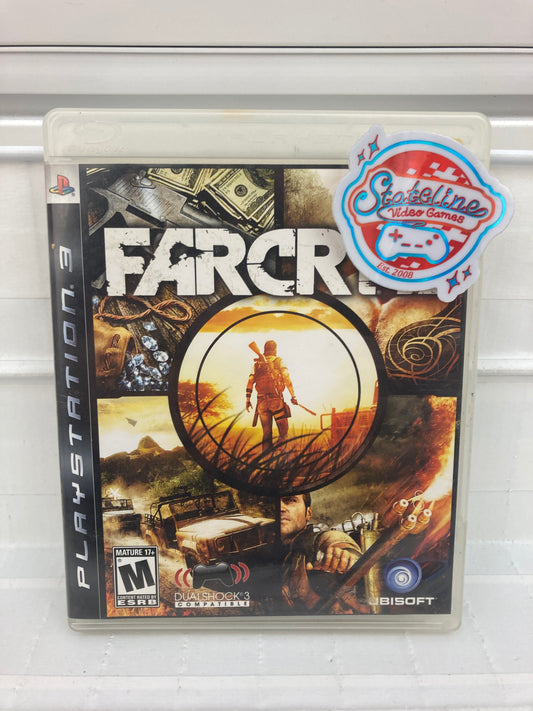 PLAYSTATION 3
FARCR
Stateline
Video Games
Est. 2008
MATURE 17+
M
CONTENT RATED BY
ESRB
DUALSHOCK 3
COMPATIBLE
UBISOFT